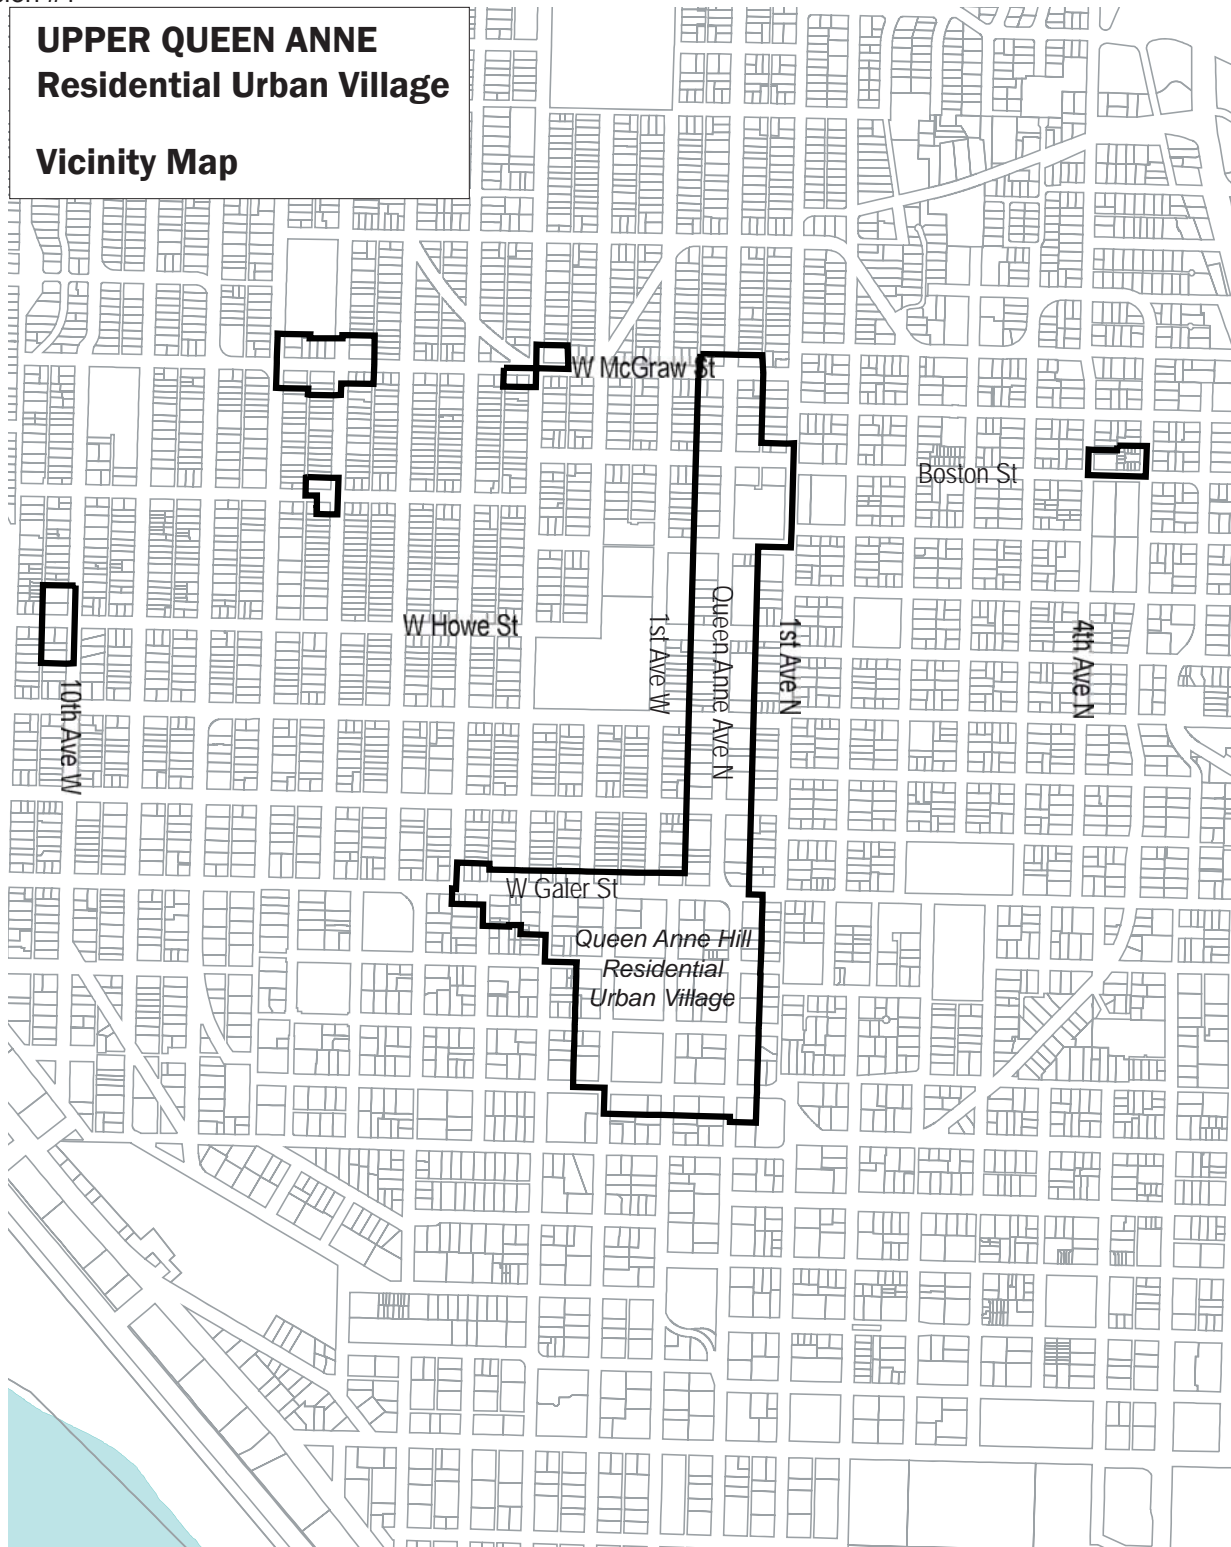 UPPER QUEEN ANNE
Residential Urban Village
Vicinity Map
W McGraw St
Boston St
W Howe St
1st Ave W
Queen Anne Ave N
1st Ave N
4th Ave N
10th Ave W
W Galer St
Queen Anne Hill
Residential
Urban Village